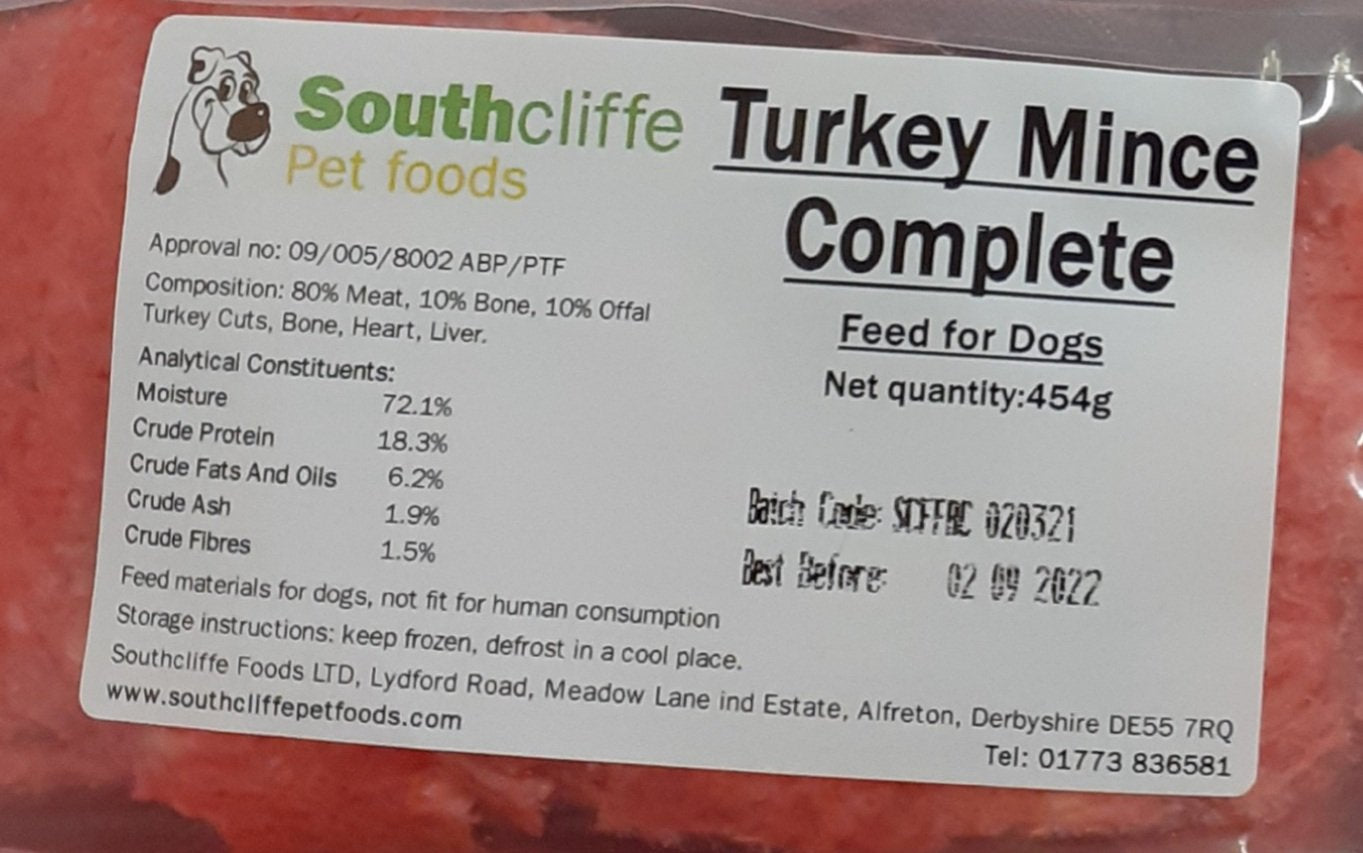 Southcliffe
Pet foods
Turkey Mince
Complete
Feed for Dogs
Net quantity:454g
Approval no: 09/005/8002 ABP/PTF
Composition: 80% Meat, 10% Bone, 10% Offal
Turkey Cuts, Bone, Heart, Liver.
Analytical Constituents:
Moisture 72.1%
Crude Protein 18.3%
Crude Fats And Oils 6.2%
Crude Ash 1.9%
Crude Fibres 1.5%
Batch Code: 020321
Best Before: 02 09 2022
Feed materials for dogs, not fit for human consumption
Storage instructions: keep frozen, defrost in a cool place.
Southcliffe Foods LTD, Lydford Road, Meadow Lane ind Estate, Alfreton, Derbyshire DE55 7RQ
www.southcliffepetfoods.com
Tel: 01773 836581